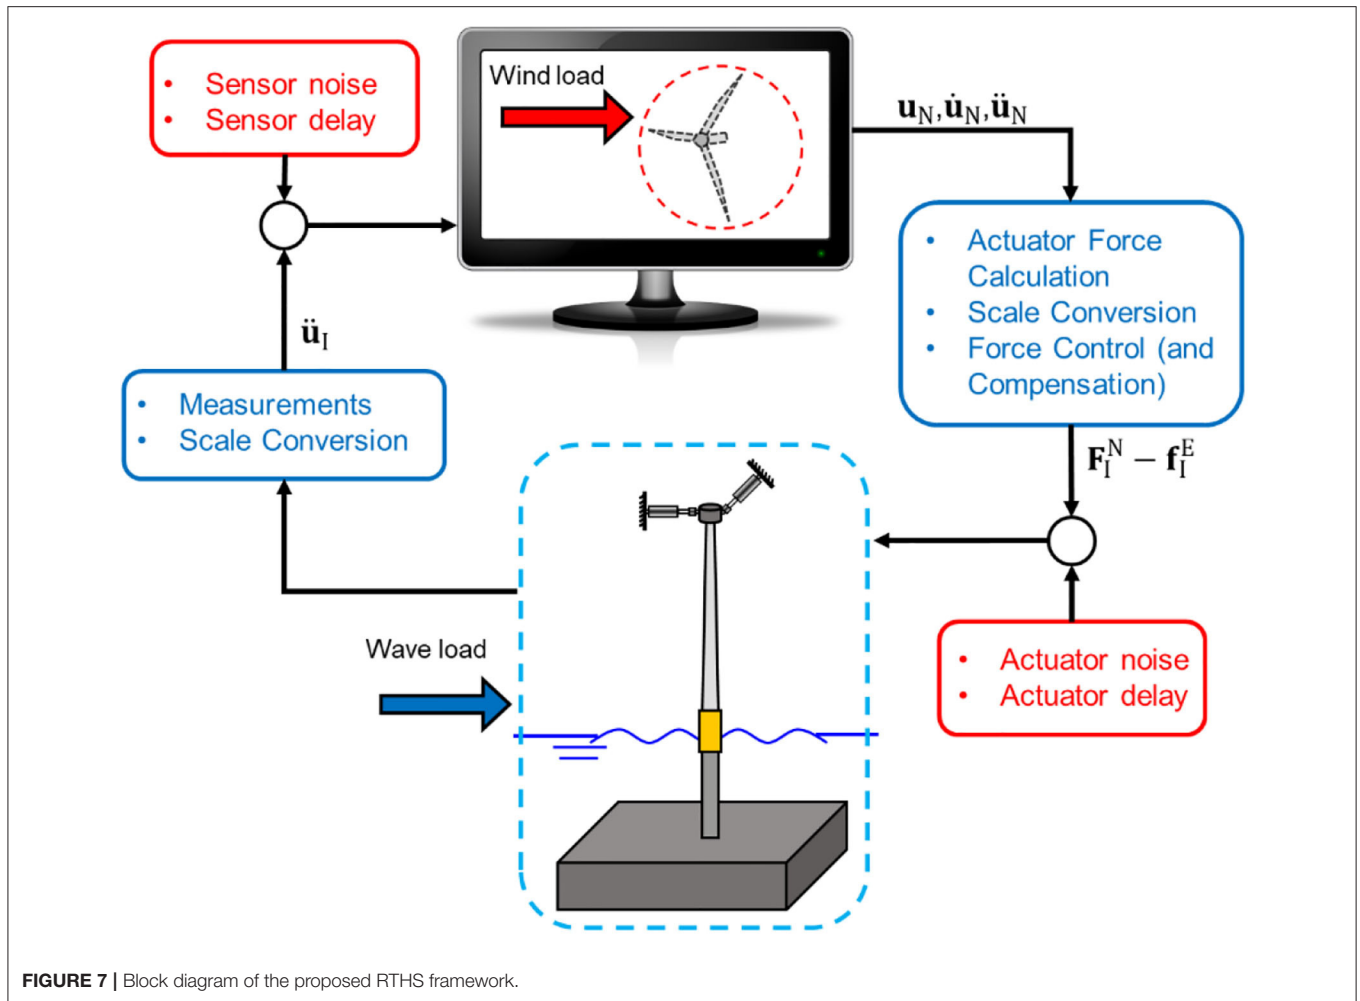 • Sensor noise
• Sensor delay
Wind load
𝐮_N, 𝐮̇_N, 𝐮̈_N
• Actuator Force
Calculation
• Scale Conversion
• Force Control (and
Compensation)
𝐮̈_I
• Measurements
• Scale Conversion
𝐅_I^N − 𝐟_I^E
Wave load
• Actuator noise
• Actuator delay
FIGURE 7 | Block diagram of the proposed RTHS framework.